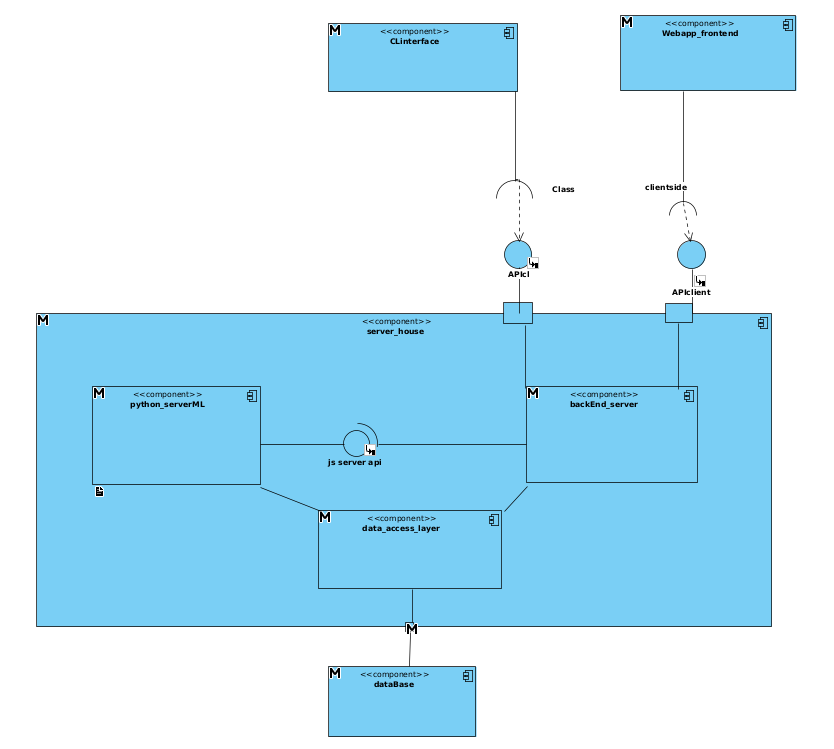 <<component>>
CLinterface
<<component>>
Webapp_frontend
Class
clientside
APIcl
APIclient
<<component>>
server_house
<<component>>
python_serverML
<<component>>
backEnd_server
js server api
<<component>>
data_access_layer
<<component>>
dataBase